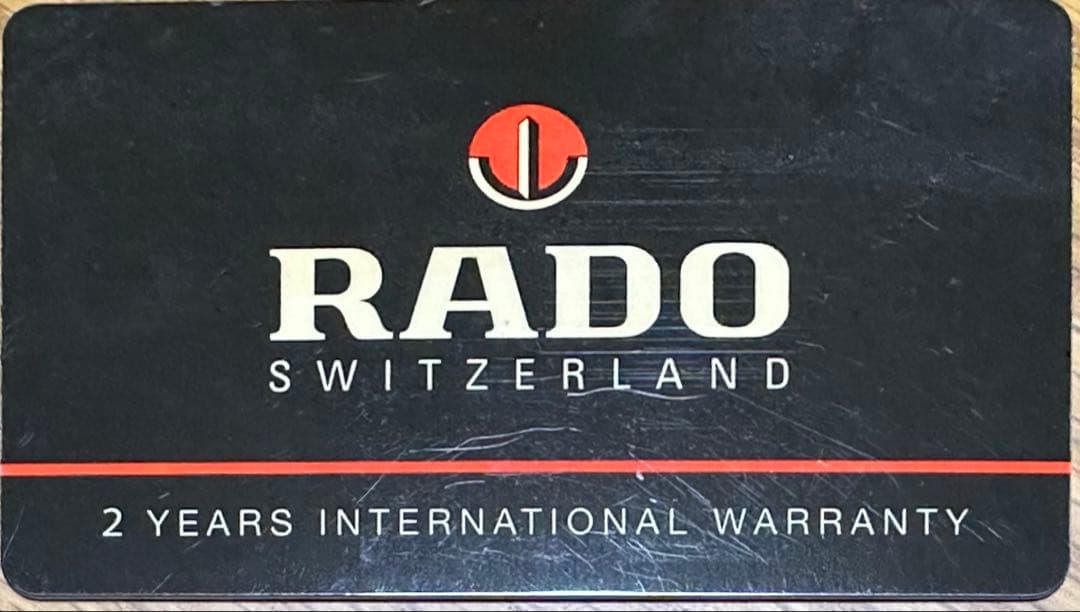 RADO
SWITZERLAND
2 YEARS INTERNATIONAL WARRANTY